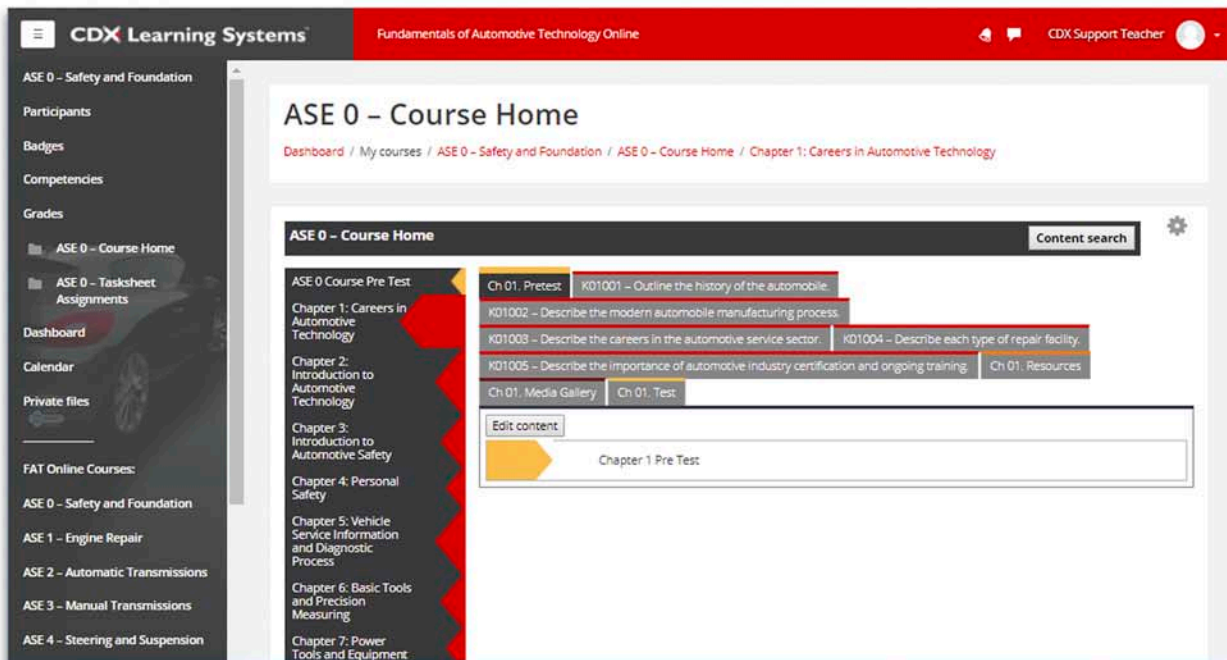 CDX Learning Systems
Fundamentals of Automotive Technology Online
CDX Support Teacher
ASE 0 – Safety and Foundation
Participants
Badges
Competencies
Grades
ASE 0 – Course Home
ASE 0 – Tasksheet
Assignments
Dashboard
Calendar
Private files
FAT Online Courses:
ASE 0 – Safety and Foundation
ASE 1 – Engine Repair
ASE 2 – Automatic Transmissions
ASE 3 – Manual Transmissions
ASE 4 – Steering and Suspension
ASE 0 – Course Home
Dashboard / My courses / ASE 0 – Safety and Foundation / ASE 0 – Course Home / Chapter 1: Careers in Automotive Technology
ASE 0 – Course Home
Content search
ASE 0 Course Pre Test
Chapter 1: Careers in
Automotive
Technology
Chapter 2:
Introduction to
Automotive
Technology
Chapter 3:
Introduction to
Automotive Safety
Chapter 4: Personal
Safety
Chapter 5: Vehicle
Service Information
and Diagnostic
Process
Chapter 6: Basic Tools
and Precision
Measuring
Chapter 7: Power
Tools and Equipment
Ch 01. Pretest
K01001 – Outline the history of the automobile.
K01002 – Describe the modern automobile manufacturing process.
K01003 – Describe the careers in the automotive service sector.
K01004 – Describe each type of repair facility.
K01005 – Describe the importance of automotive industry certification and ongoing training.
Ch 01. Resources
Ch 01. Media Gallery
Ch 01. Test
Edit content
Chapter 1 Pre Test